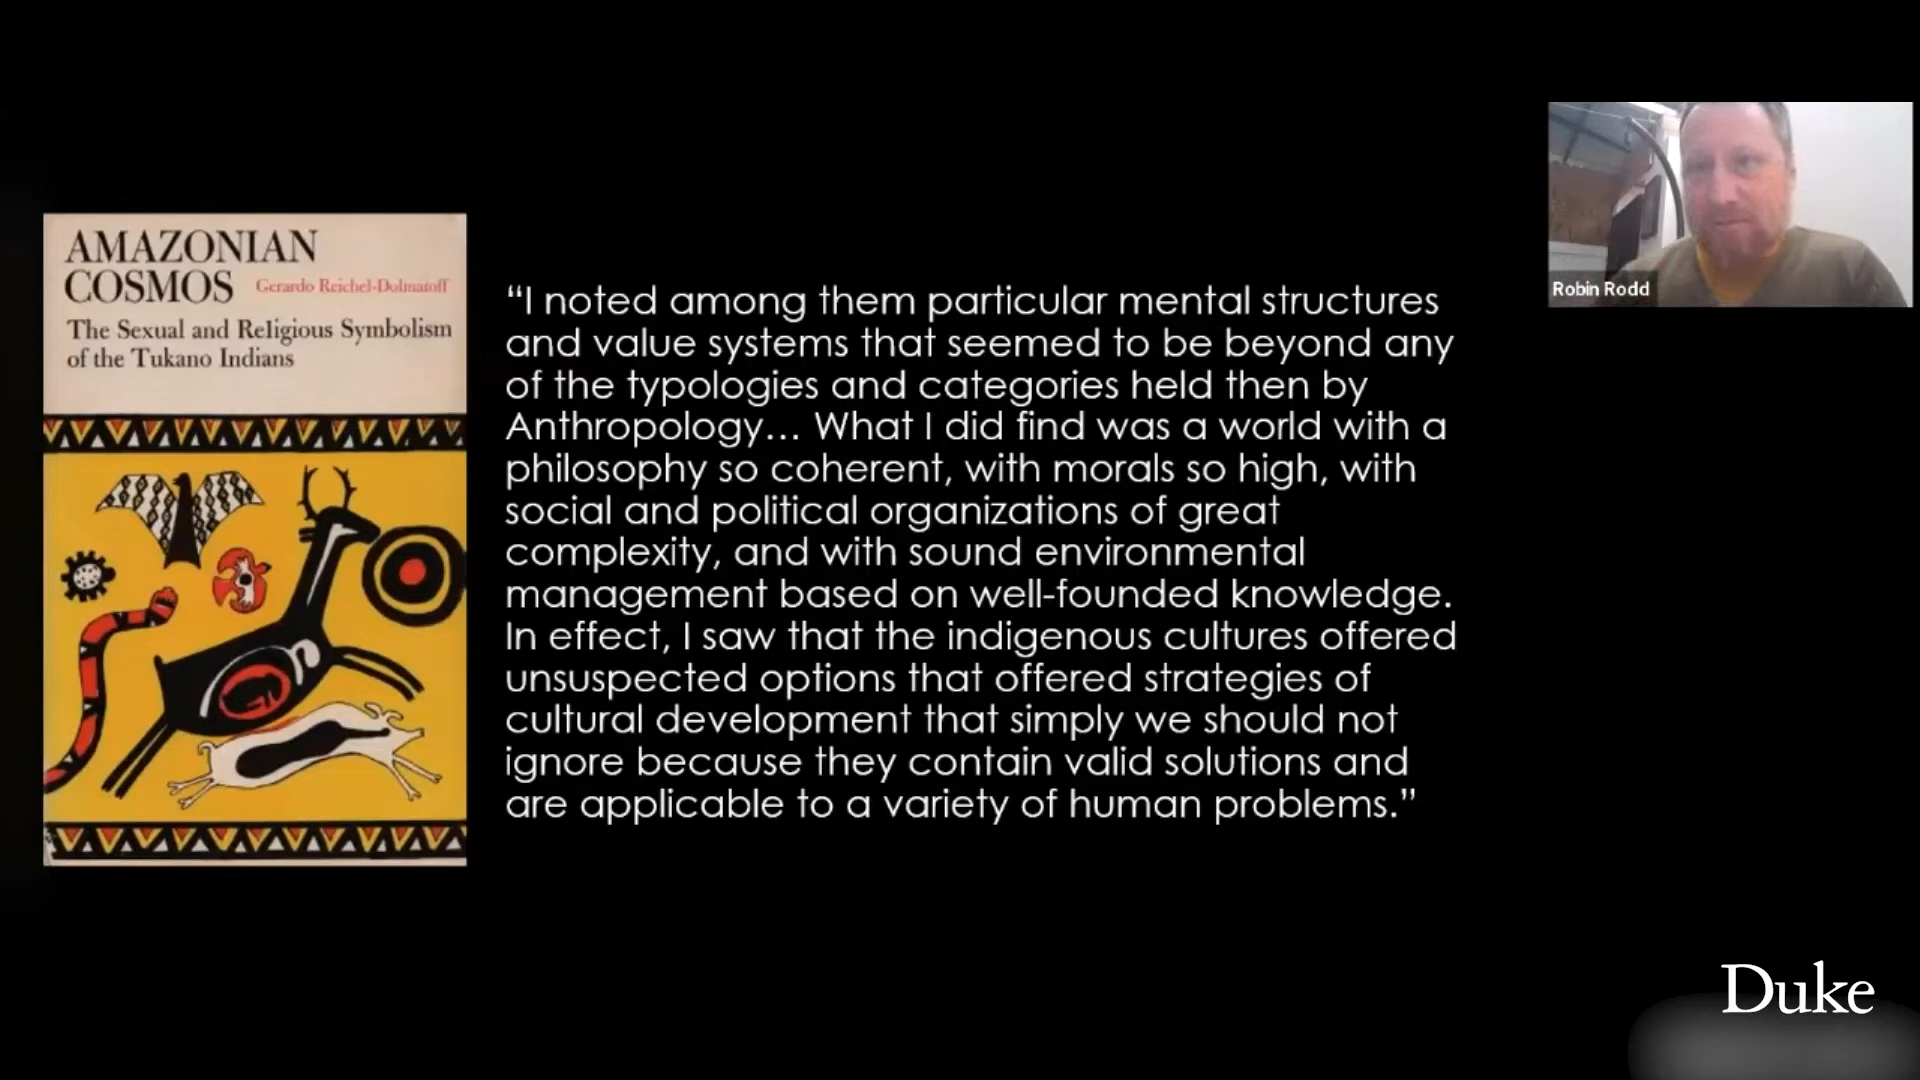 AMAZONIAN
COSMOS Gerardo Reichel-Dolmatoff
The Sexual and Religious Symbolism
of the Tukano Indians
“I noted among them particular mental structures
and value systems that seemed to be beyond any
of the typologies and categories held then by
Anthropology… What I did find was a world with a
philosophy so coherent, with morals so high, with
social and political organizations of great
complexity, and with sound environmental
management based on well-founded knowledge.
In effect, I saw that the indigenous cultures offered
unsuspected options that offered strategies of
cultural development that simply we should not
ignore because they contain valid solutions and
are applicable to a variety of human problems.”
Robin Rodd
Duke